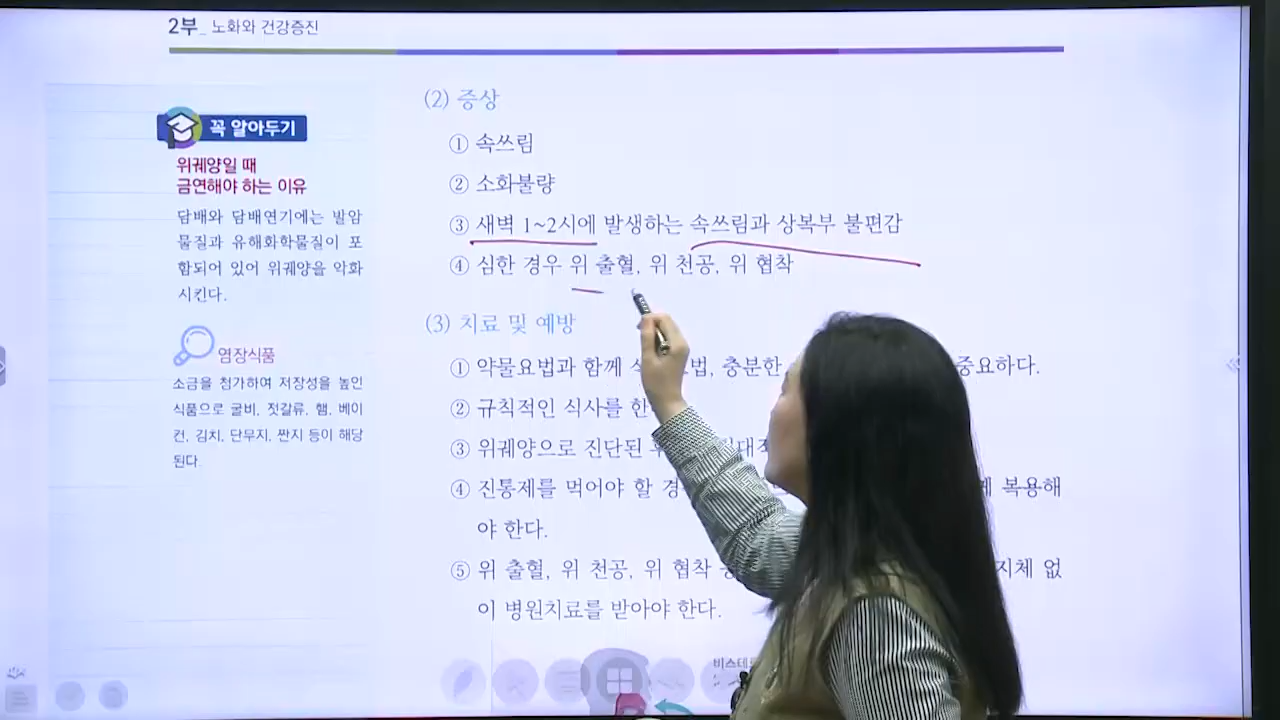 2부_ 노화와 건강증진
꼭 알아두기
위궤양일 때
금연해야 하는 이유
담배와 담배연기에는 발암
물질과 유해화학물질이 포
함되어 있어 위궤양을 악화
시킨다.
염장식품
소금을 첨가하여 저장성을 높인
식품으로 굴비, 젓갈류, 햄, 베이
컨, 김치, 단무지, 짠지 등이 해당
된다.
(2) 증상
① 속쓰림
② 소화불량
③ 새벽 1~2시에 발생하는 속쓰림과 상복부 불편감
④ 심한 경우 위 출혈, 위 천공, 위 협착
(3) 치료 및 예방
① 약물요법과 함께 법, 충분한 중요하다.
② 규칙적인 식사를
③ 위궤양으로 진단된
④ 진통제를 먹어야 할 복용해
야 한다.
⑤ 위 출혈, 위 천공, 위 협착 지체 없
이 병원치료를 받아야 한다.